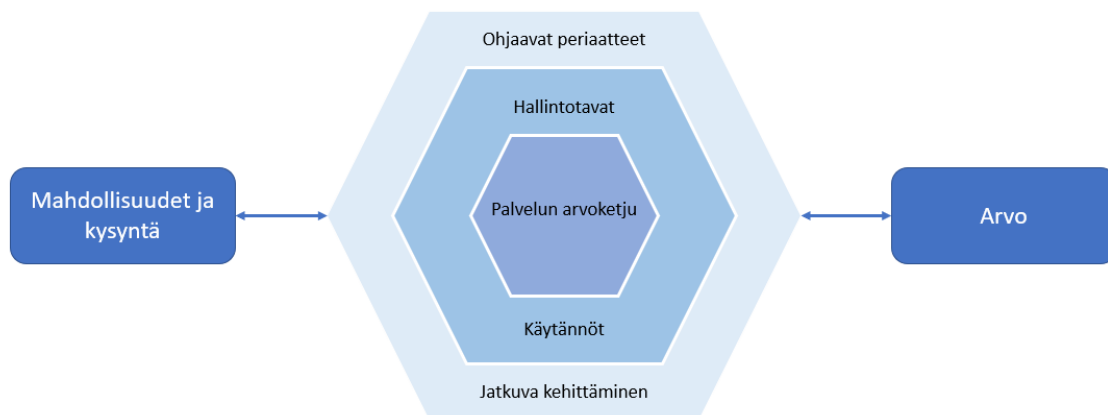 Ohjaavat periaatteet
Hallintotavat
Mahdollisuudet ja
kysyntä
Palvelun arvoketju
Arvo
Käytännöt
Jatkuva kehittäminen